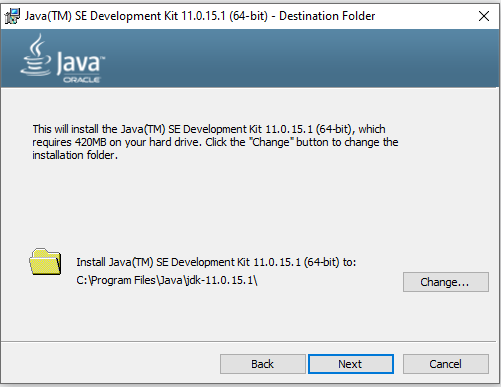 Java(TM) SE Development Kit 11.0.15.1 (64-bit) - Destination Folder
Java™
ORACLE
This will install the Java(TM) SE Development Kit 11.0.15.1 (64-bit), which
requires 420MB on your hard drive. Click the "Change" button to change the
installation folder.
Install Java(TM) SE Development Kit 11.0.15.1 (64-bit) to:
C:\Program Files\Java\jdk-11.0.15.1\
Change...
Back
Next
Cancel